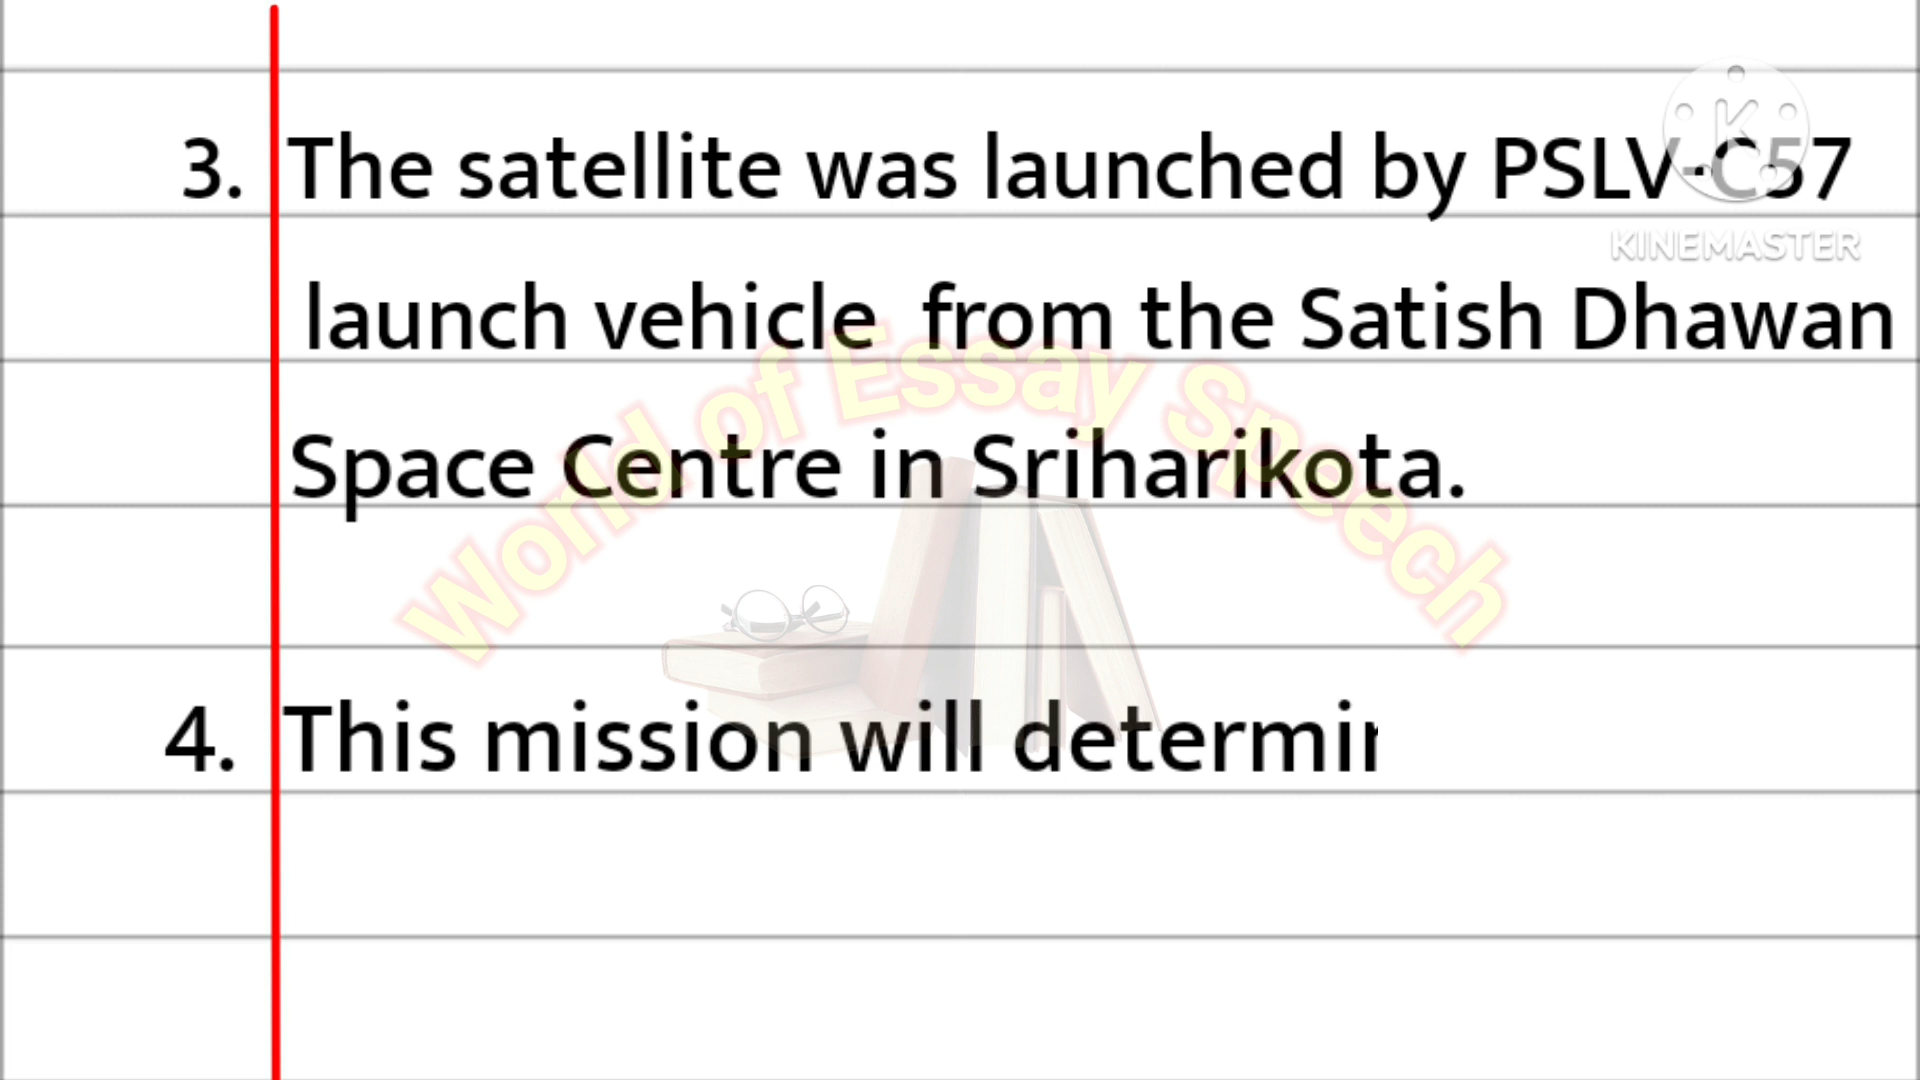 KINEMASTER
3. The satellite was launched by PSLV-C57
launch vehicle from the Satish Dhawan
Space Centre in Sriharikota.
World of Essay Speech
4. This mission will